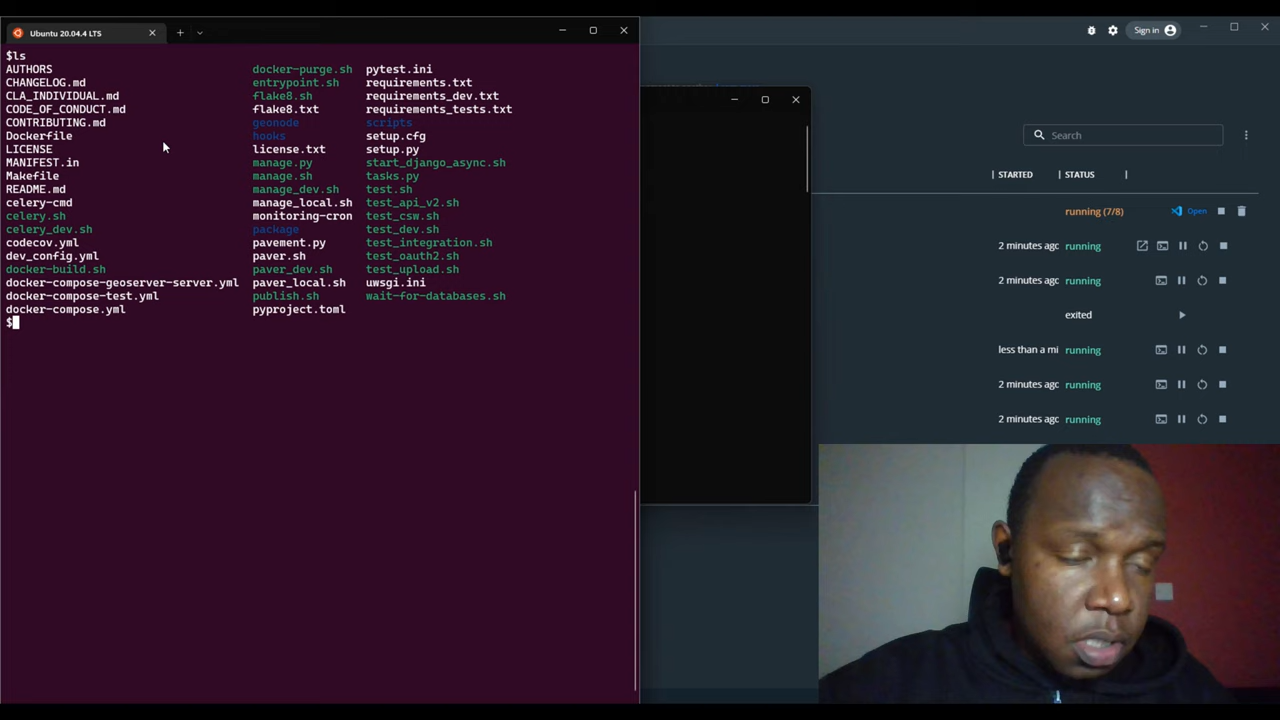 Ubuntu 20.04.4 LTS
Sign in
$ls
AUTHORS docker-purge.sh pytest.ini
CHANGELOG.md entrypoint.sh requirements.txt
CLA_INDIVIDUAL.md flake8.sh requirements_dev.txt
CODE_OF_CONDUCT.md flake8.txt requirements_tests.txt
CONTRIBUTING.md geonode scripts
Dockerfile hooks setup.cfg
LICENSE license.txt setup.py
MANIFEST.in manage.py start_django_async.sh
Makefile manage.sh tasks.py
README.md manage_dev.sh test.sh
celery-cmd manage_local.sh test_api_v2.sh
celery.sh monitoring-cron test_csw.sh
celery_dev.sh package test_dev.sh
codecov.yml pavement.py test_integration.sh
dev_config.yml paver.sh test_oauth2.sh
docker-build.sh paver_dev.sh test_upload.sh
docker-compose-geoserver-server.yml paver_local.sh uwsgi.ini
docker-compose-test.yml publish.sh wait-for-databases.sh
docker-compose.yml pyproject.toml
$
Search
STARTED STATUS
running (7/8) Open
2 minutes agc running
2 minutes agc running
exited
less than a mi running
2 minutes agc running
2 minutes agc running